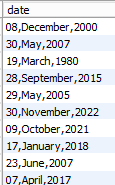 date
08,December,2000
30,May,2007
19,March,1980
28,September,2015
29,May,2005
30,November,2022
09,October,2021
17,January,2018
23,June,2007
07,April,2017